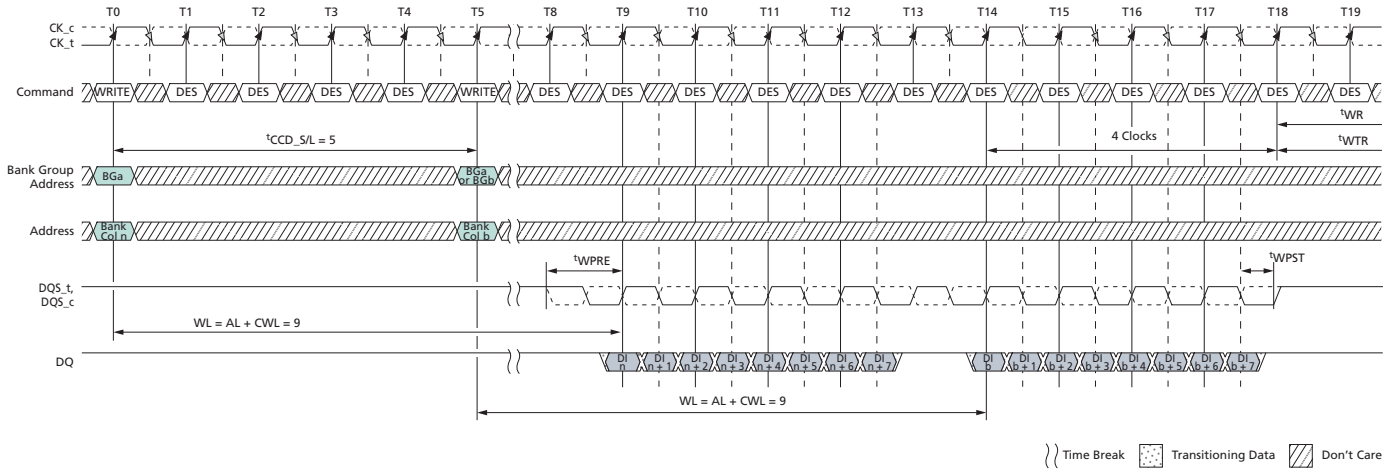 T0 T1 T2 T3 T4 T5 T8 T9 T10 T11 T12 T13 T14 T15 T16 T17 T18 T19
CK_c
CK_t
Command WRITE DES DES DES DES WRITE DES DES DES DES DES DES DES DES DES DES DES DES
tWR
tCCD_S/L = 5
4 Clocks
tWTR
Bank Group
Address
BGa
BGa
or BGb
Address
Bank
Col n
Bank
Col b
tWPRE
tWPST
DQS_t,
DQS_c
WL = AL + CWL = 9
DQ
DI
n
DI
n + 1
DI
n + 2
DI
n + 3
DI
n + 4
DI
n + 5
DI
n + 6
DI
n + 7
DI
b
DI
b + 1
DI
b + 2
DI
b + 3
DI
b + 4
DI
b + 5
DI
b + 6
DI
b + 7
WL = AL + CWL = 9
Time Break Transitioning Data Don't Care